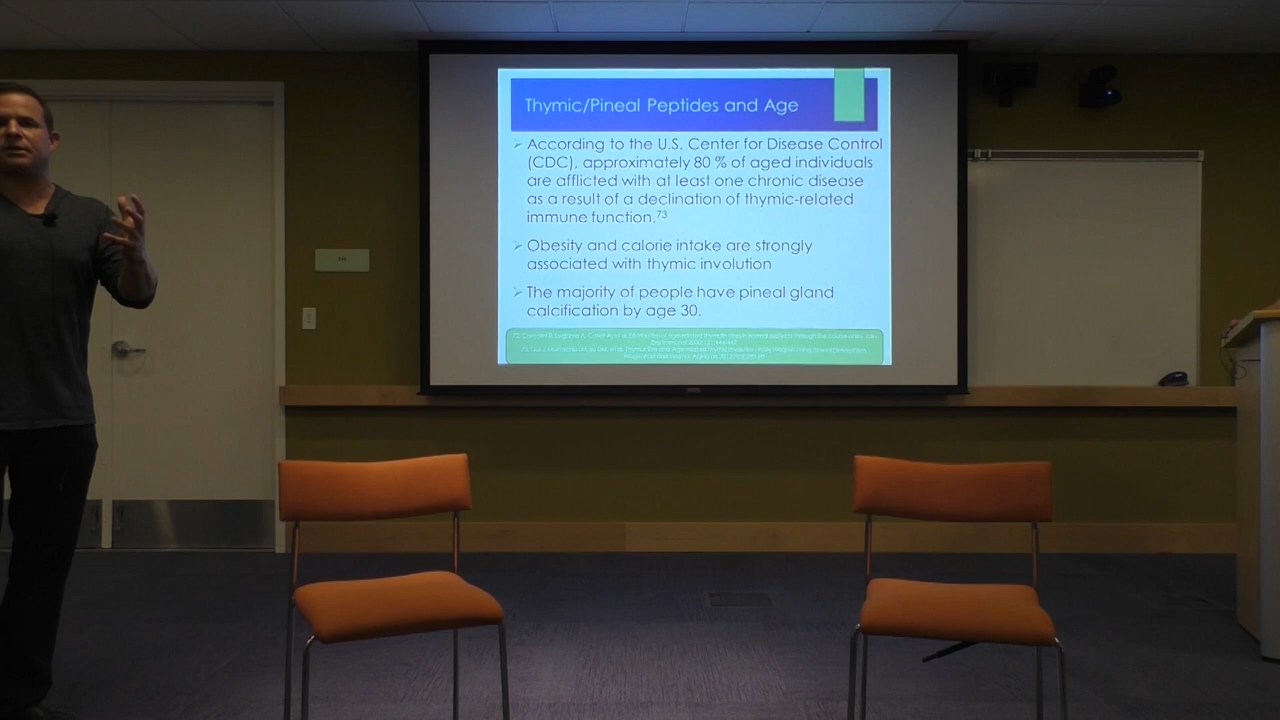 Thymic/Pineal Peptides and Age
➢ According to the U.S. Center for Disease Control
(CDC), approximately 80 % of aged individuals
are afflicted with at least one chronic disease
as a result of a declination of thymic-related
immune function.73
➢ Obesity and calorie intake are strongly
associated with thymic involution
➢ The majority of people have pineal gland
calcification by age 30.